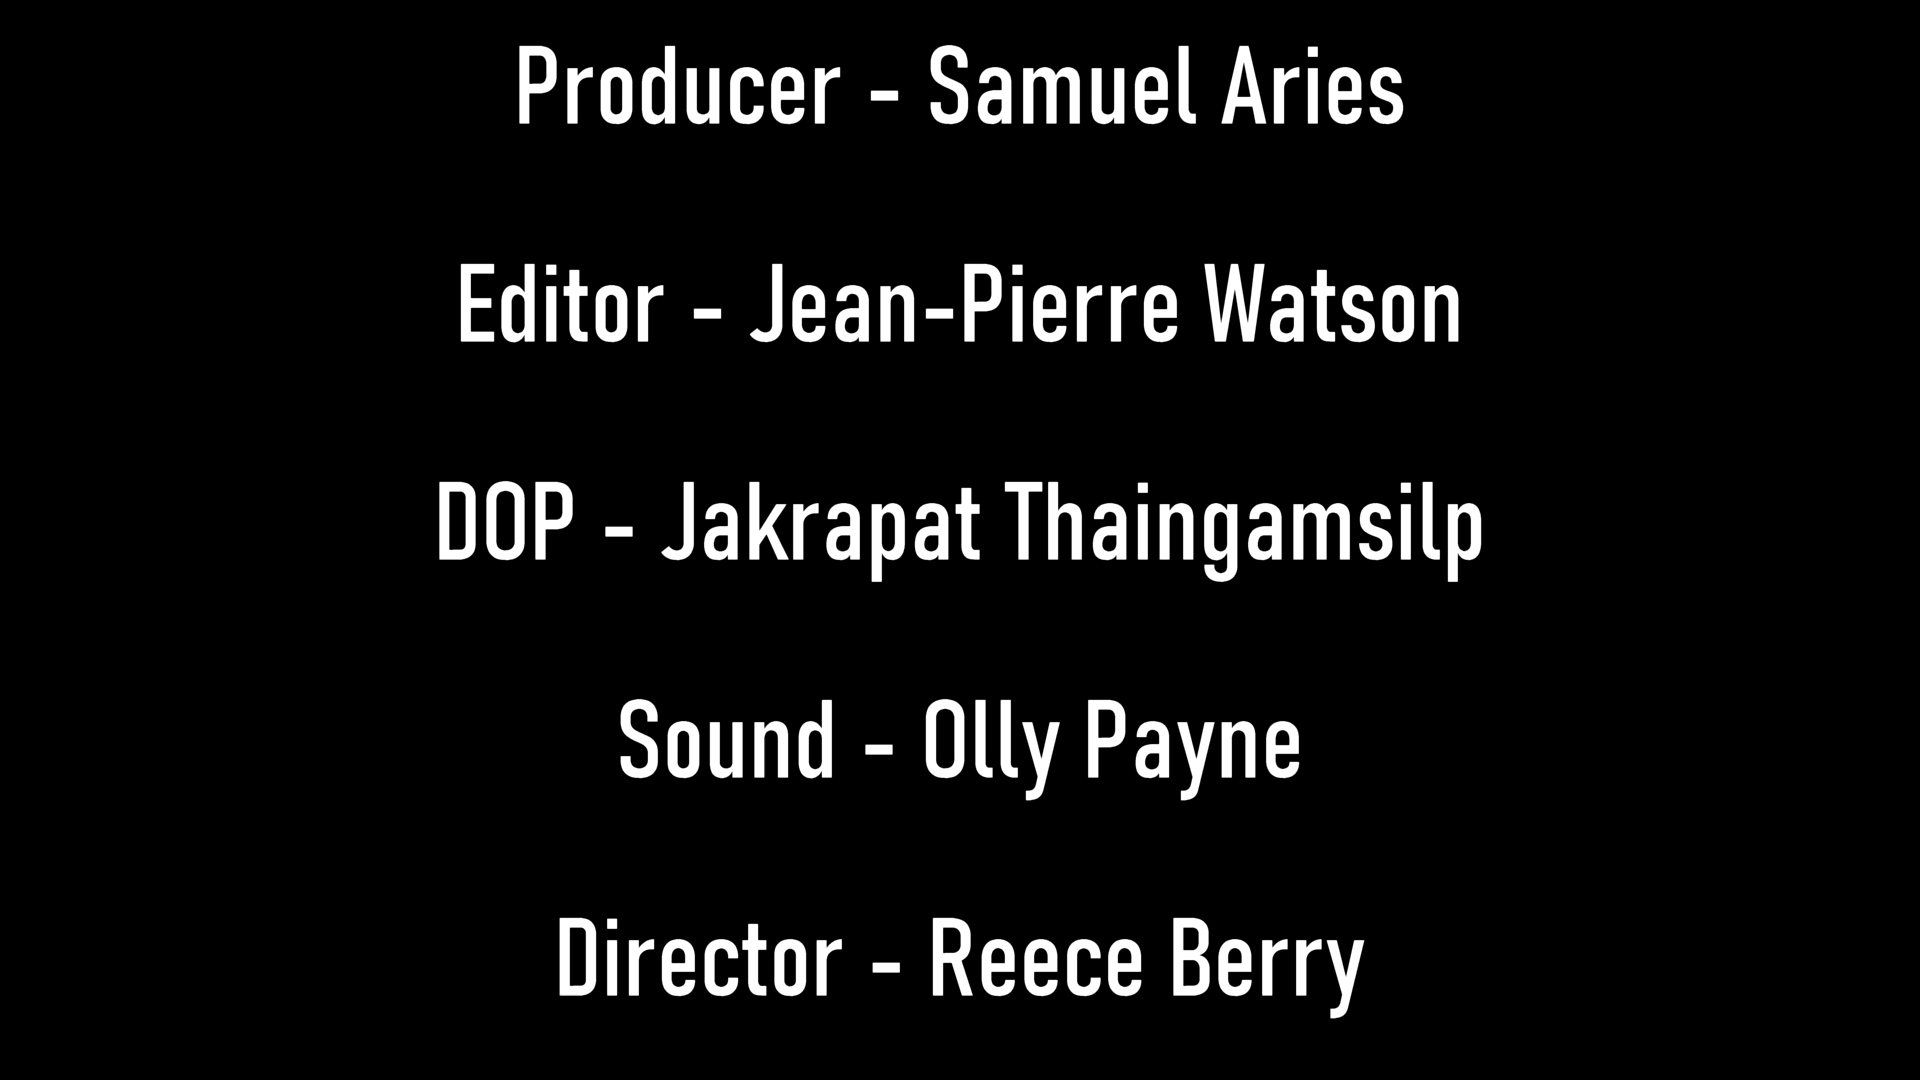 Producer - Samuel Aries
Editor - Jean-Pierre Watson
DOP - Jakrapat Thaingamsilp
Sound - Olly Payne
Director - Reece Berry